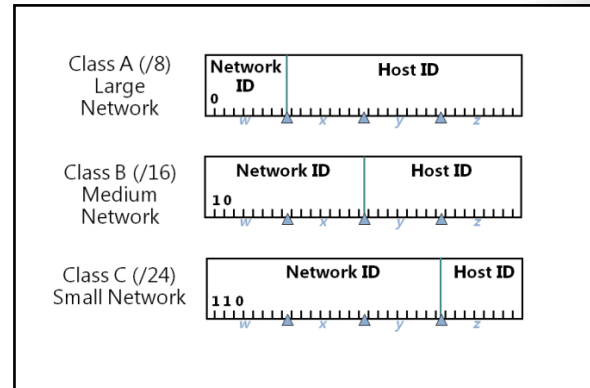 Class A (/8)
Large
Network
Network
ID
Host ID
0
w x y z
Class B (/16)
Medium
Network
Network ID Host ID
10
w x y z
Class C (/24)
Small Network
Network ID Host ID
110
w x y z